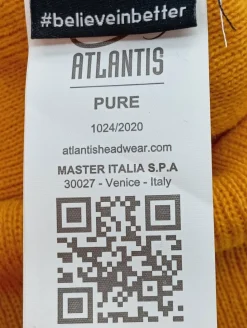 #believeinbetter
ATLANTIS
PURE
1024/2020
atlantisheadwear.com
MASTER ITALIA S.P.A
30027 - Venice - Italy